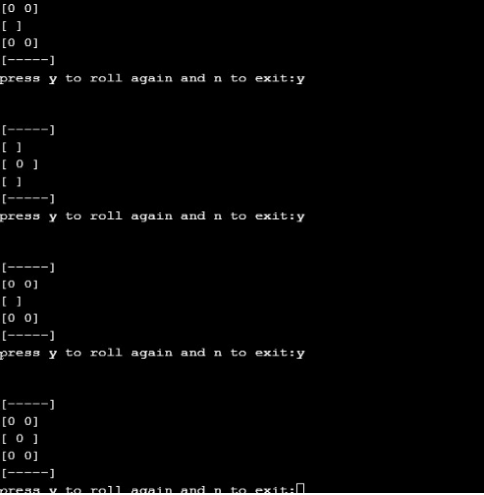 [0 0]
[ ]
[0 0]
[-----]
press y to roll again and n to exit:y
[-----]
[ ]
[ 0 ]
[ ]
[-----]
press y to roll again and n to exit:y
[-----]
[0 0]
[ ]
[0 0]
[-----]
press y to roll again and n to exit:y
[-----]
[0 0]
[ 0 ]
[0 0]
[-----]
press y to roll again and n to exit: